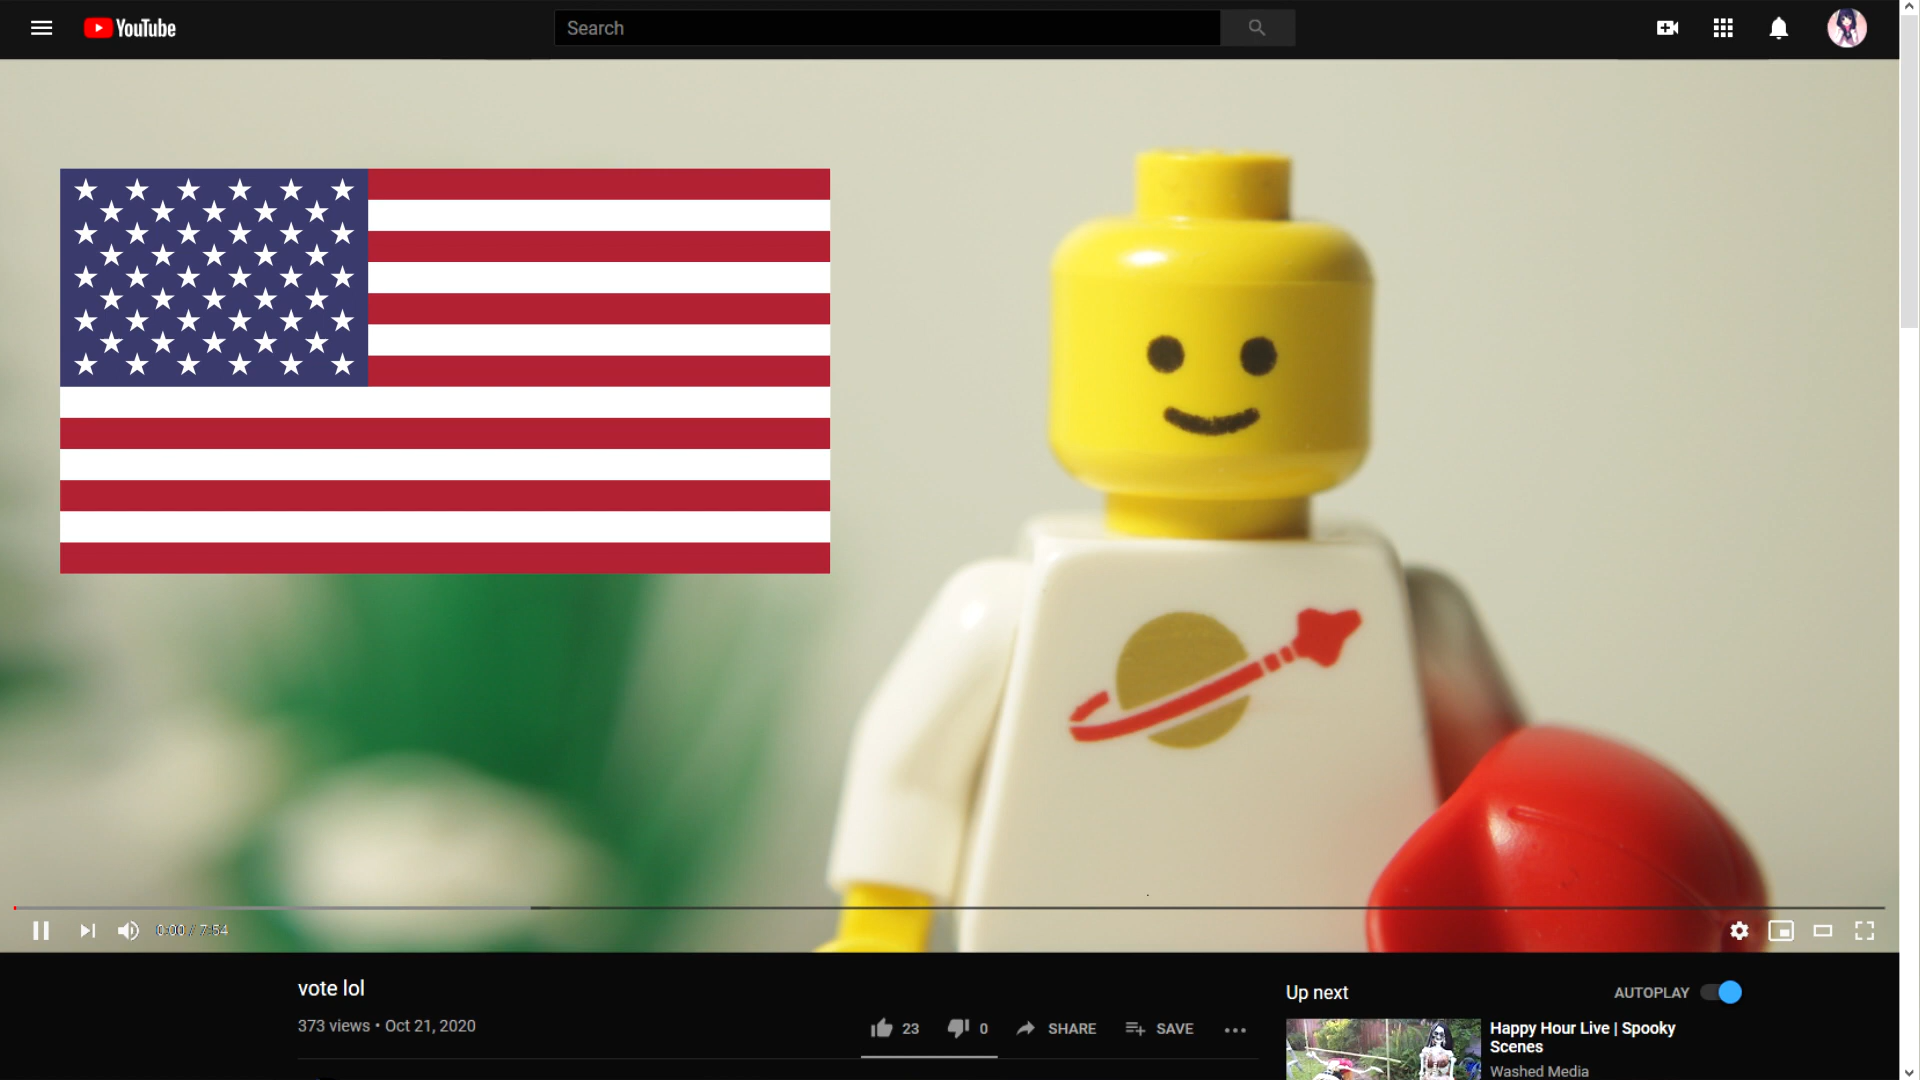 YouTube
Search
0:00 / 7:54
vote lol
373 views • Oct 21, 2020
23
0
SHARE
SAVE
Up next
AUTOPLAY
Happy Hour Live | Spooky
Scenes
Washed Media